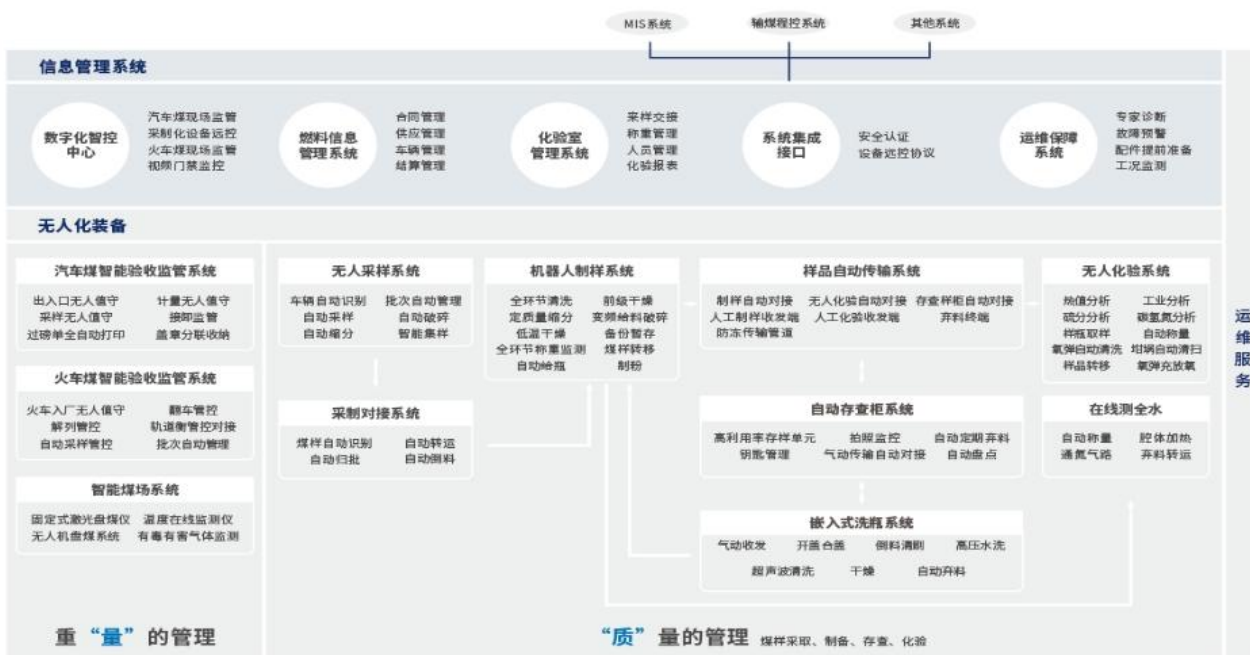 MIS系统 输煤程控系统 其他系统
信息管理系统
数字化智控
中心
汽车煤现场监管
采制化设备远控
火车煤现场监管
视频门禁监控
燃料信息
管理系统
合同管理
供应管理
车辆管理
结算管理
化验室
管理系统
来样交接
称重管理
人员管理
化验报表
系统集成
接口
安全认证
设备远控协议
运维保障
系统
专家诊断
故障预警
配件提前准备
工况监测
无人化装备
汽车煤智能验收监管系统
出入口无人值守 计量无人值守
采样无人值守 接卸监管
过磅单全自动打印 盖章分联收纳
火车煤智能验收监管系统
火车入厂无人值守 翻车管控
解列管控 轨道衡管控对接
自动采样管控 批次自动管理
智能煤场系统
固定式激光盘煤仪 温度在线监测仪
无人机盘煤系统 有毒有害气体监测
重“量”的管理
无人采样系统
车辆自动识别 批次自动管理
自动采样 自动破碎
自动缩分 智能集样
采制对接系统
煤样自动识别 自动转运
自动归批 自动倒料
机器人制样系统
全环节清洗 前级干燥
定质量缩分 变频给料破碎
低温干燥 备份暂存
全环节称重监测 煤样转移
自动给瓶 制粉
样品自动传输系统
制样自动对接 无人化验自动对接 存查样柜自动对接
人工制样收发端 人工化验收发端 弃料终端
防冻传输管道
自动存查柜系统
高利用率存样单元 拍照监控 自动定期弃料
钥匙管理 气动传输自动对接 自动盘点
嵌入式洗瓶系统
气动收发 开盖合盖 倒料清刷 高压水洗
超声波清洗 干燥 自动弃料
无人化验系统
热值分析 工业分析
硫分分析 碳氢氮分析
样瓶取样 自动称量
氧弹自动清洗 坩埚自动清扫
样品转移 氧弹充放氧
在线测全水
自动称量 腔体加热
通氮气路 弃料转运
“质”量的管理 煤样采取、制备、存查、化验
运
维
服
务